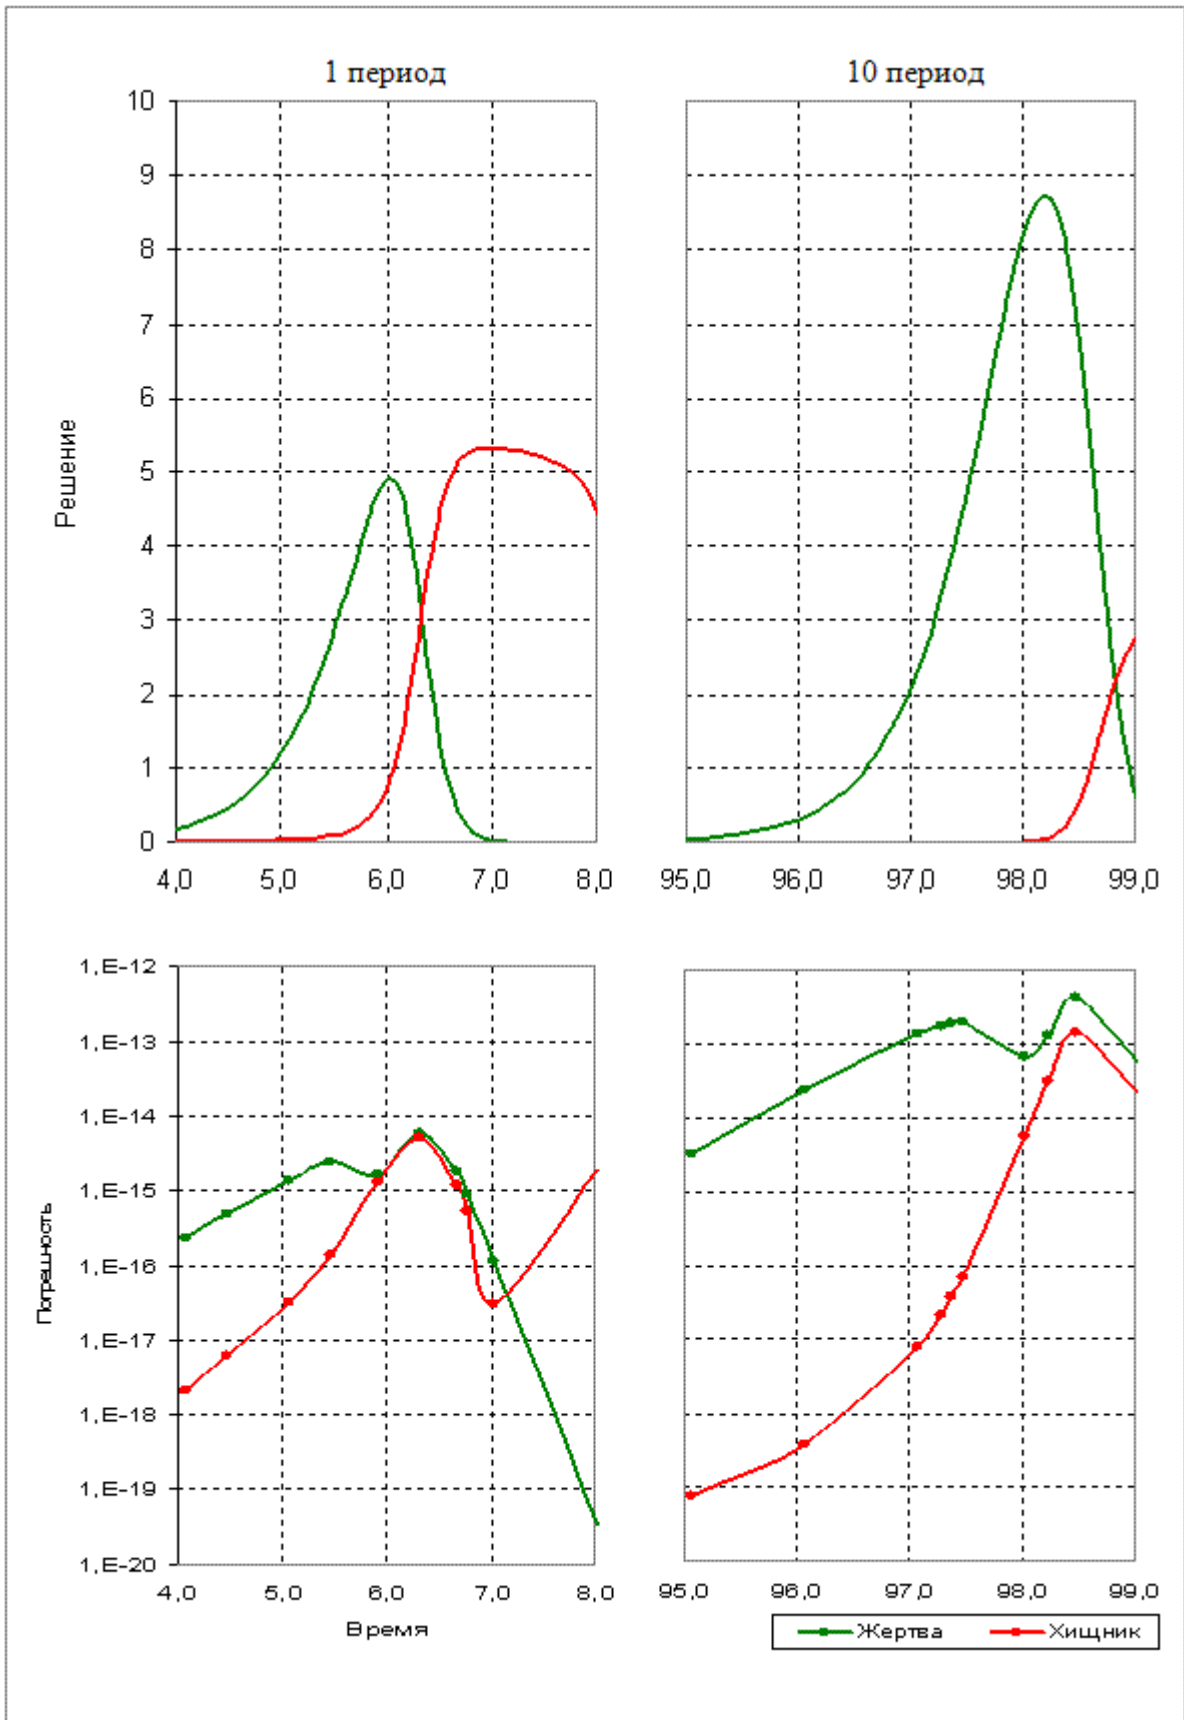 1 период
10 период
Решение
10
9
8
7
6
5
4
3
2
1
0
4,0 5,0 6,0 7,0 8,0
95,0 96,0 97,0 98,0 99,0
Погрешность
1,E-12
1,E-13
1,E-14
1,E-15
1,E-16
1,E-17
1,E-18
1,E-19
1,E-20
4,0 5,0 6,0 7,0 8,0
95,0 96,0 97,0 98,0 99,0
Время
Жертва Хищник